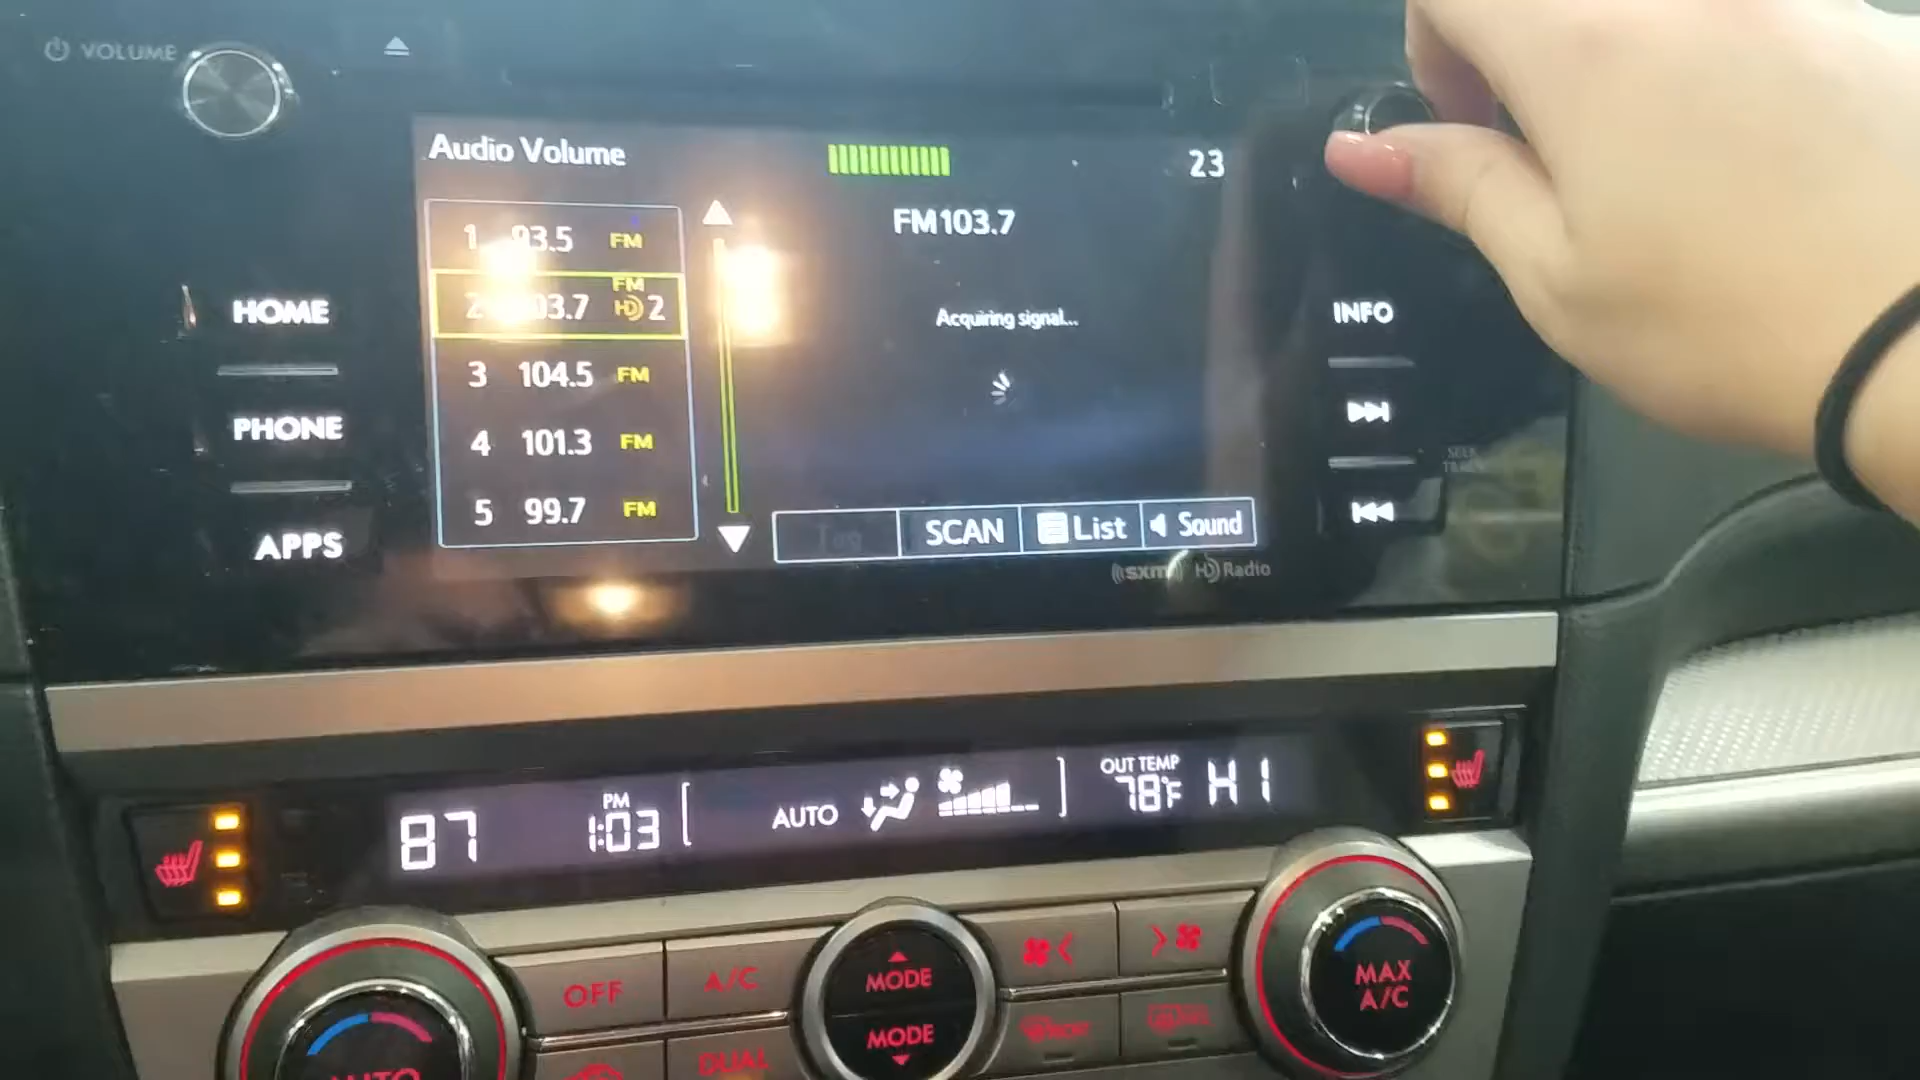 VOLUME
Audio Volume
23
FM103.7
1 93.5 FM
2 103.7 FM HD 2
3 104.5 FM
4 101.3 FM
5 99.7 FM
Acquiring signal...
Tag SCAN List Sound
((sxm)) HD Radio
HOME
PHONE
APPS
INFO
SEEK
TRACK
87
PM
1:03
AUTO
OUT TEMP
78°F
HI
OFF
A/C
MODE
MODE
MAX
A/C
DUAL
AUTO